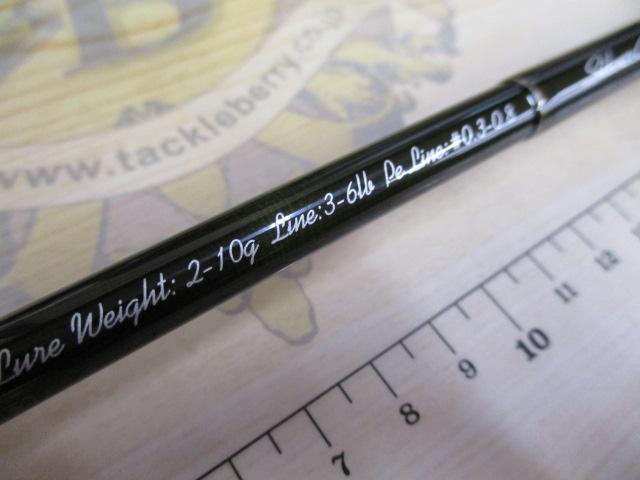 www.tackleberry.co.jp
Lure Weight: 2-10g Line:3-6lb Pe Line:#0.3-0.8
7 8 9 10 11 12